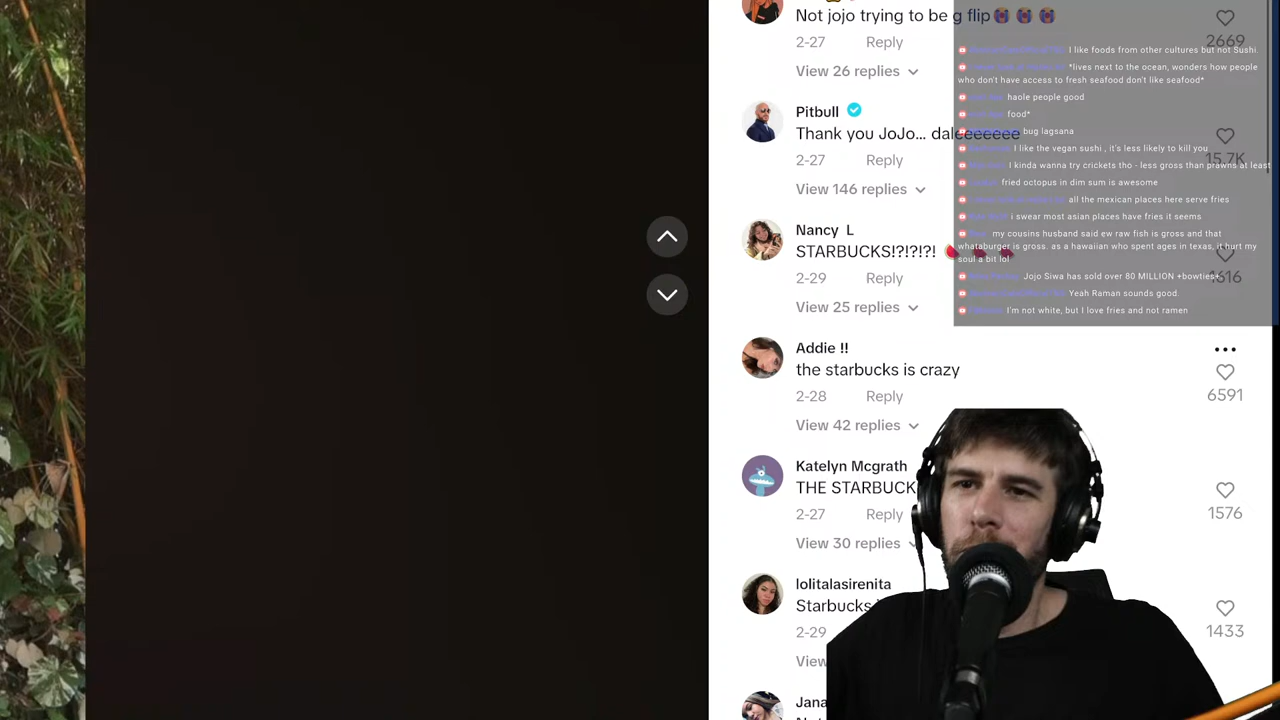 Not jojo trying to be g flip
2-27 Reply
View 26 replies
2669
Pitbull
Thank you JoJo... daleeeeeee
2-27 Reply
View 146 replies
15.7K
Nancy L
STARBUCKS!?!?!?!
2-29 Reply
View 25 replies
1616
Addie !!
the starbucks is crazy
2-28 Reply
View 42 replies
6591
Katelyn Mcgrath
THE STARBUCK
2-27 Reply
View 30 replies
1576
lolitalasirenita
Starbucks
2-29
View
1433
Jana
I like foods from other cultures but not Sushi.
*lives next to the ocean, wonders how people
who don't have access to fresh seafood don't like seafood*
haole people good
food*
bug lagsana
I like the vegan sushi , it's less likely to kill you
I kinda wanna try crickets tho - less gross than prawns at least
fried octopus in dim sum is awesome
all the mexican places here serve fries
i swear most asian places have fries it seems
my cousins husband said ew raw fish is gross and that
whataburger is gross. as a hawaiian who spent ages in texas, it hurt my
soul a bit lol
Jojo Siwa has sold over 80 MILLION +bowties+
Yeah Raman sounds good.
I'm not white, but I love fries and not ramen